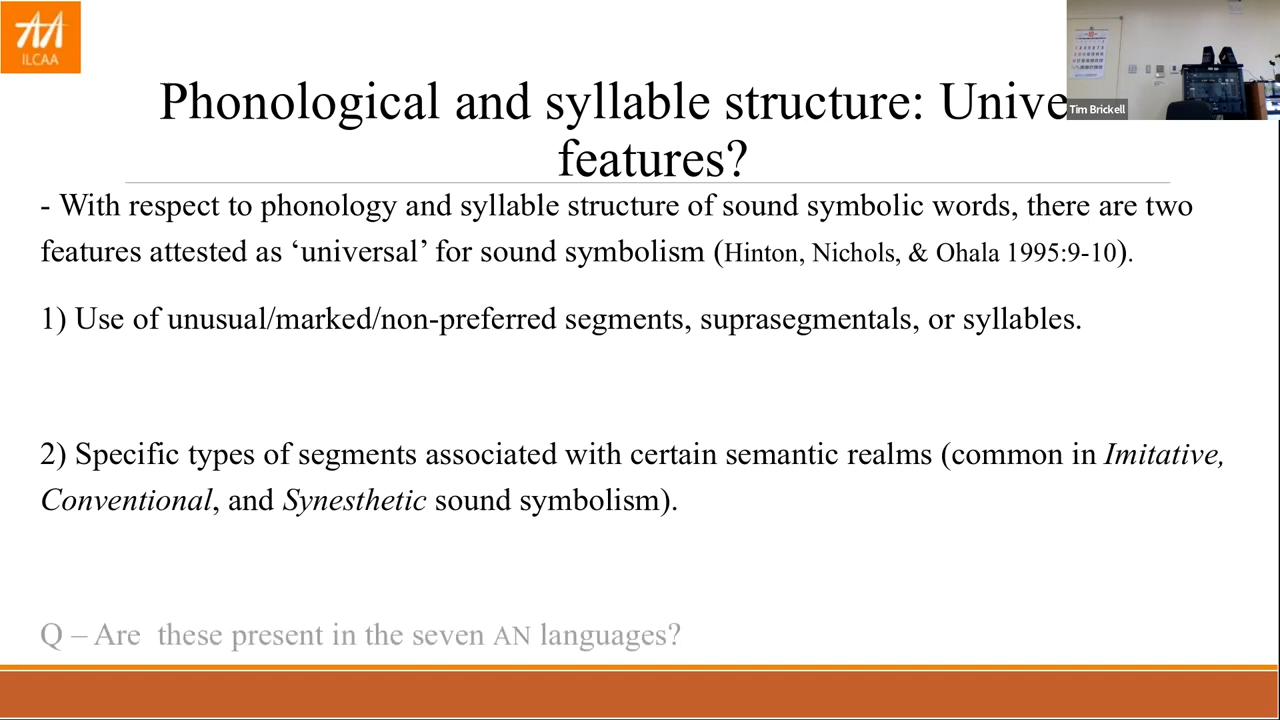 ILCAA
Tim Brickell
Phonological and syllable structure: Unive
features?
- With respect to phonology and syllable structure of sound symbolic words, there are two
features attested as ‘universal’ for sound symbolism (Hinton, Nichols, & Ohala 1995:9-10).
1) Use of unusual/marked/non-preferred segments, suprasegmentals, or syllables.
2) Specific types of segments associated with certain semantic realms (common in Imitative,
Conventional, and Synesthetic sound symbolism).
Q – Are  these present in the seven AN languages?